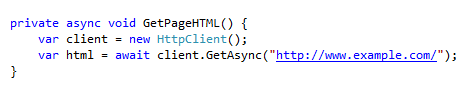 private async void GetPageHTML() {
    var client = new HttpClient();
    var html = await client.GetAsync("http://www.example.com/");
}